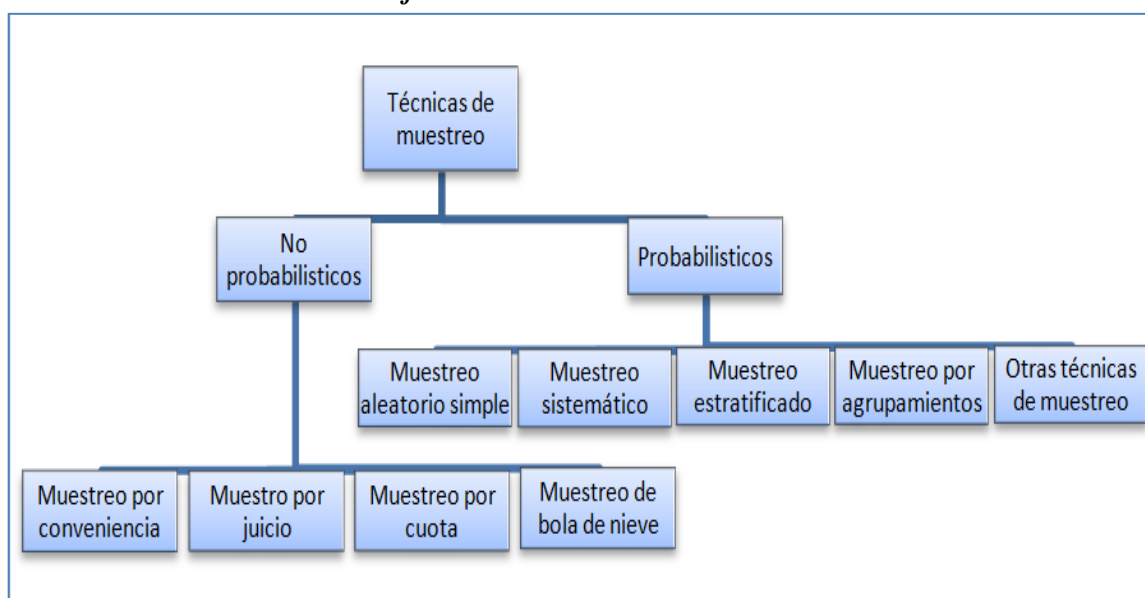 Técnicas de
muestreo
No
probabilisticos
Probabilisticos
Muestreo
aleatorio simple
Muestreo
sistemático
Muestreo
estratificado
Muestreo por
agrupamientos
Otras técnicas
de muestreo
Muestreo por
conveniencia
Muestro por
juicio
Muestreo por
cuota
Muestreo de
bola de nieve